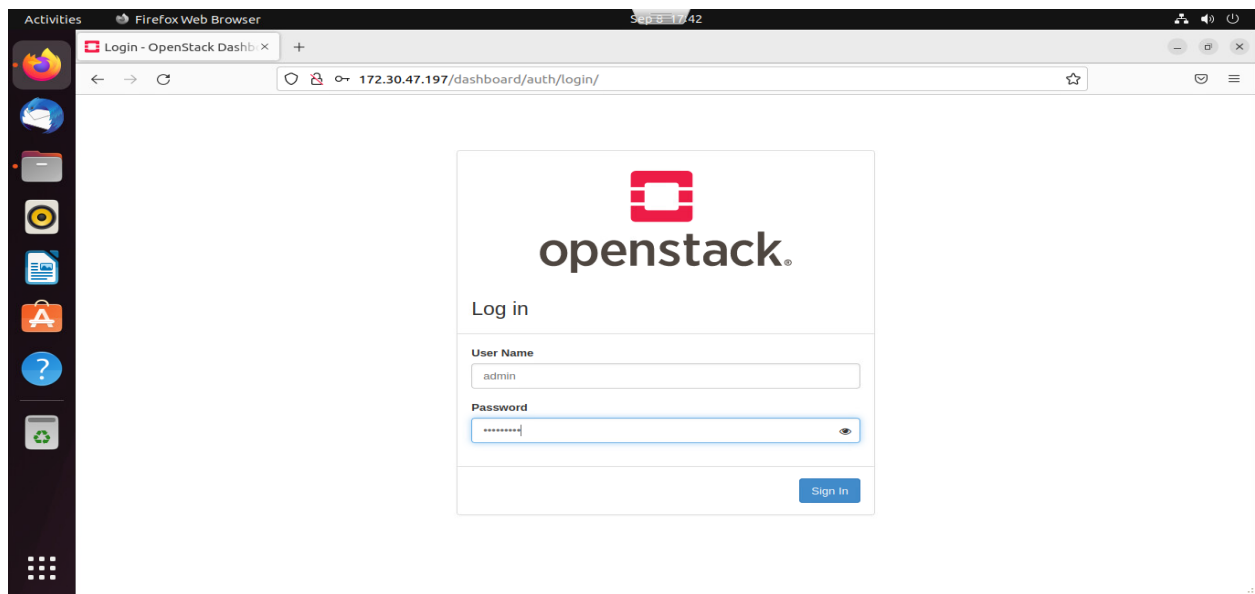 Activities Firefox Web Browser Sep 8 17:42
Login - OpenStack Dashb
172.30.47.197/dashboard/auth/login/
openstack.
Log in
User Name
admin
Password
•••••••••
Sign In